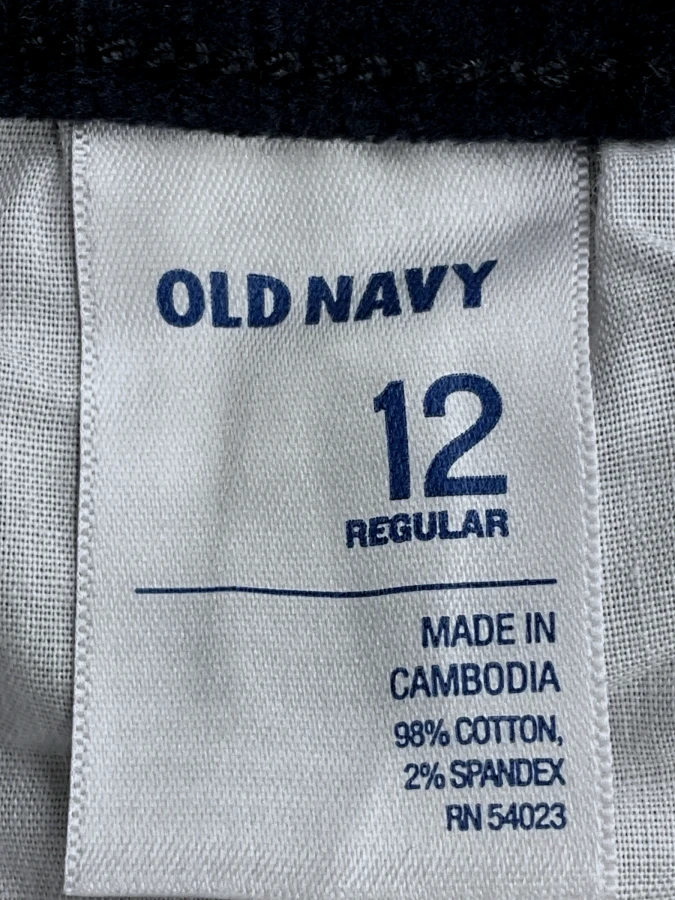 OLD NAVY
12
REGULAR
MADE IN
CAMBODIA
98% COTTON,
2% SPANDEX
RN 54023